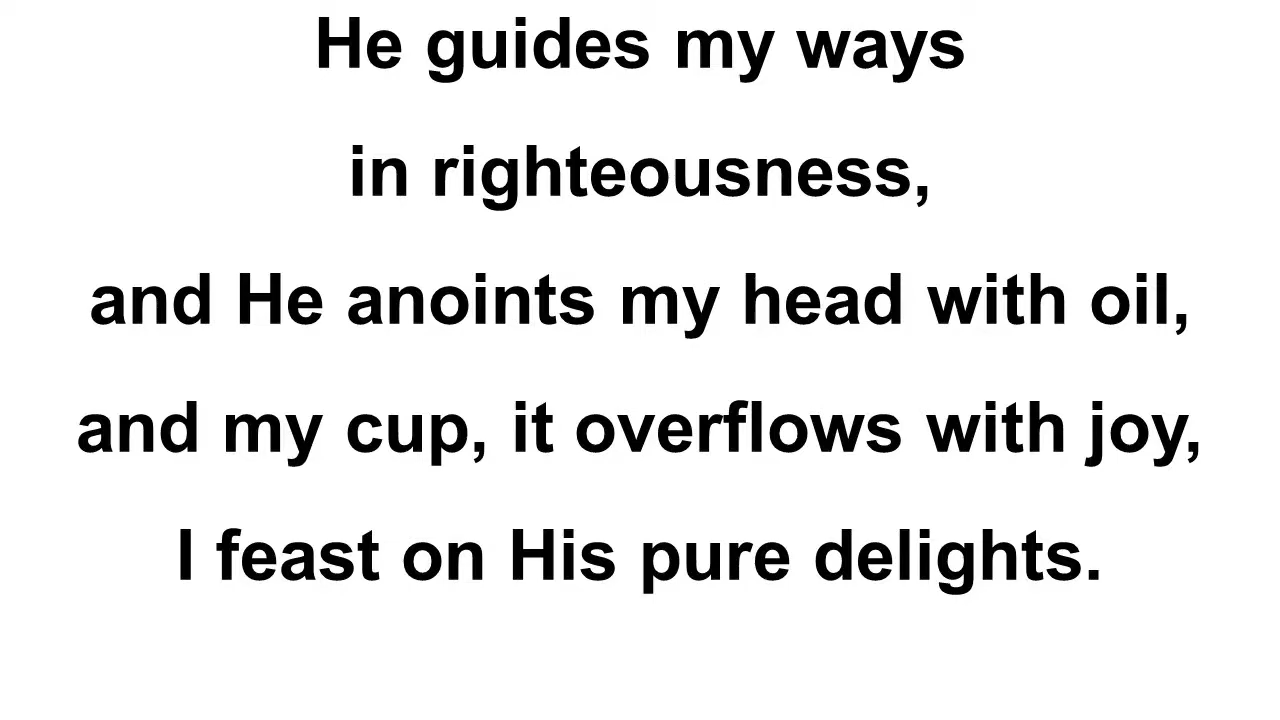 He guides my ways
in righteousness,
and He anoints my head with oil,
and my cup, it overflows with joy,
I feast on His pure delights.